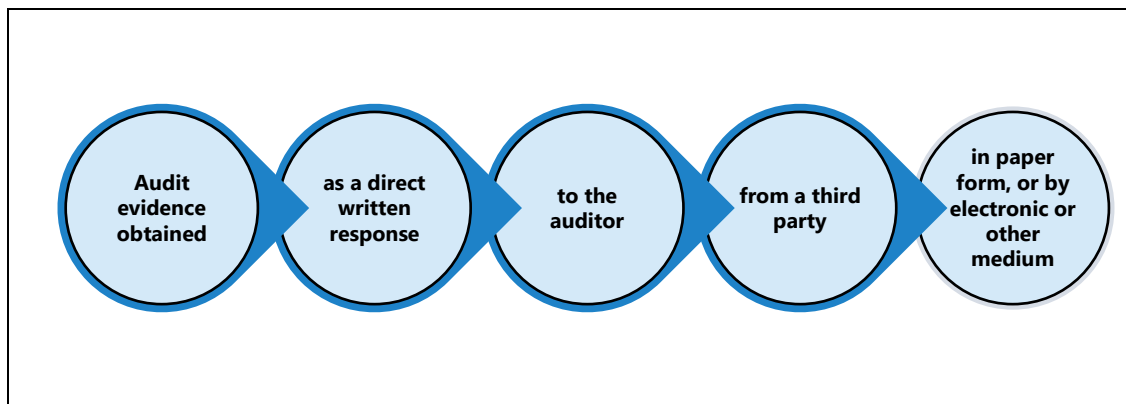 Audit
evidence
obtained
as a direct
written
response
to the
auditor
from a third
party
in paper
form, or by
electronic or
other
medium